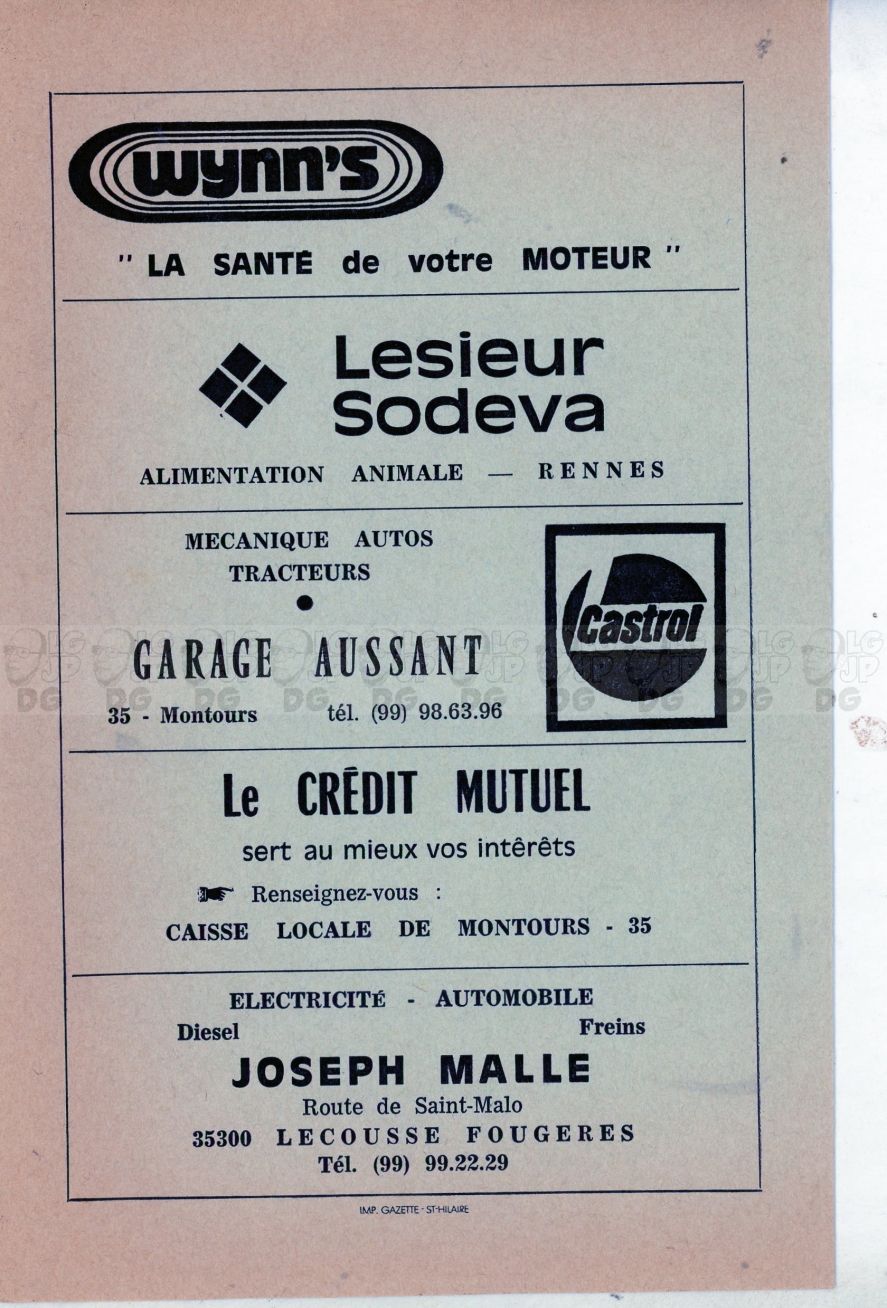 wynn's
" LA SANTÉ de votre MOTEUR "
Lesieur
Sodeva
ALIMENTATION ANIMALE — RENNES
MECANIQUE AUTOS
TRACTEURS
●
GARAGE AUSSANT
35 - Montours tél. (99) 98.63.96
Castrol
Le CRÉDIT MUTUEL
sert au mieux vos intêrêts
Renseignez-vous :
CAISSE LOCALE DE MONTOURS - 35
ELECTRICITÉ - AUTOMOBILE
Diesel Freins
JOSEPH MALLE
Route de Saint-Malo
35300 LECOUSSE FOUGERES
Tél. (99) 99.22.29
IMP. GAZETTE - ST-HILAIRE